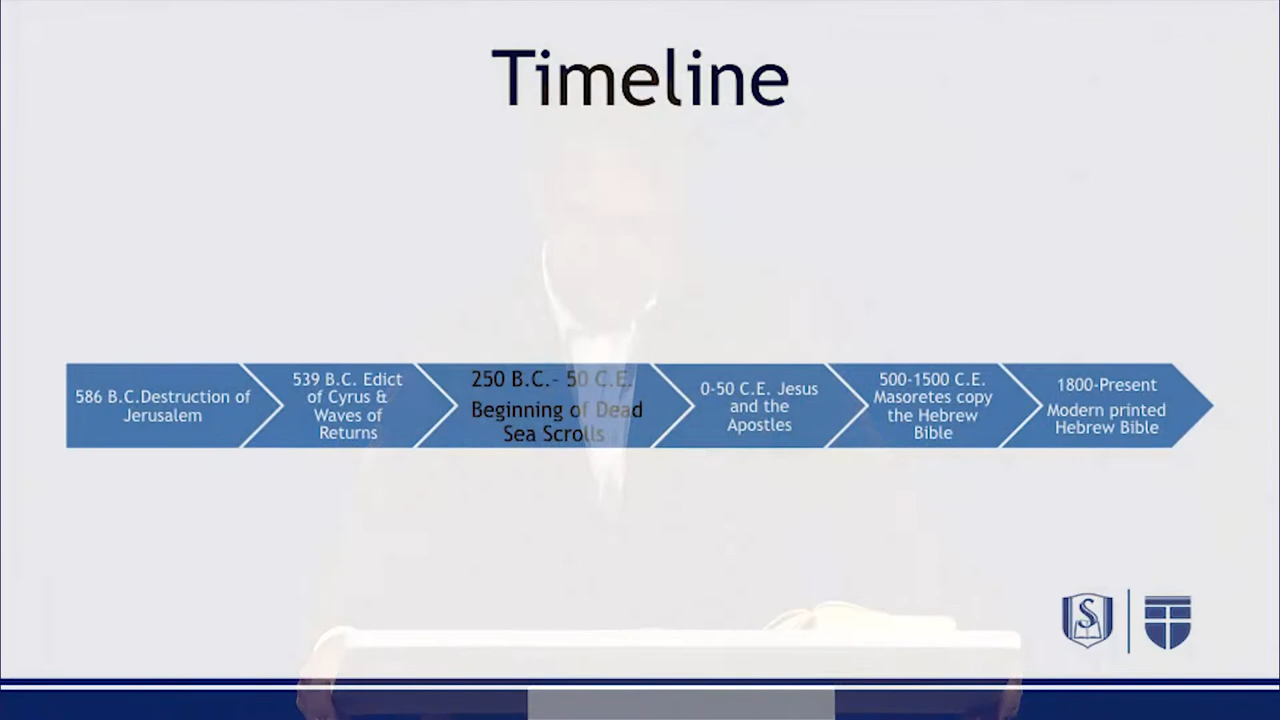 Timeline
586 B.C.Destruction of
Jerusalem
539 B.C. Edict
of Cyrus &
Waves of
Returns
250 B.C.- 50 C.E.
Beginning of Dead
Sea Scrolls
0-50 C.E. Jesus
and the
Apostles
500-1500 C.E.
Masoretes copy
the Hebrew
Bible
1800-Present
Modern printed
Hebrew Bible
S